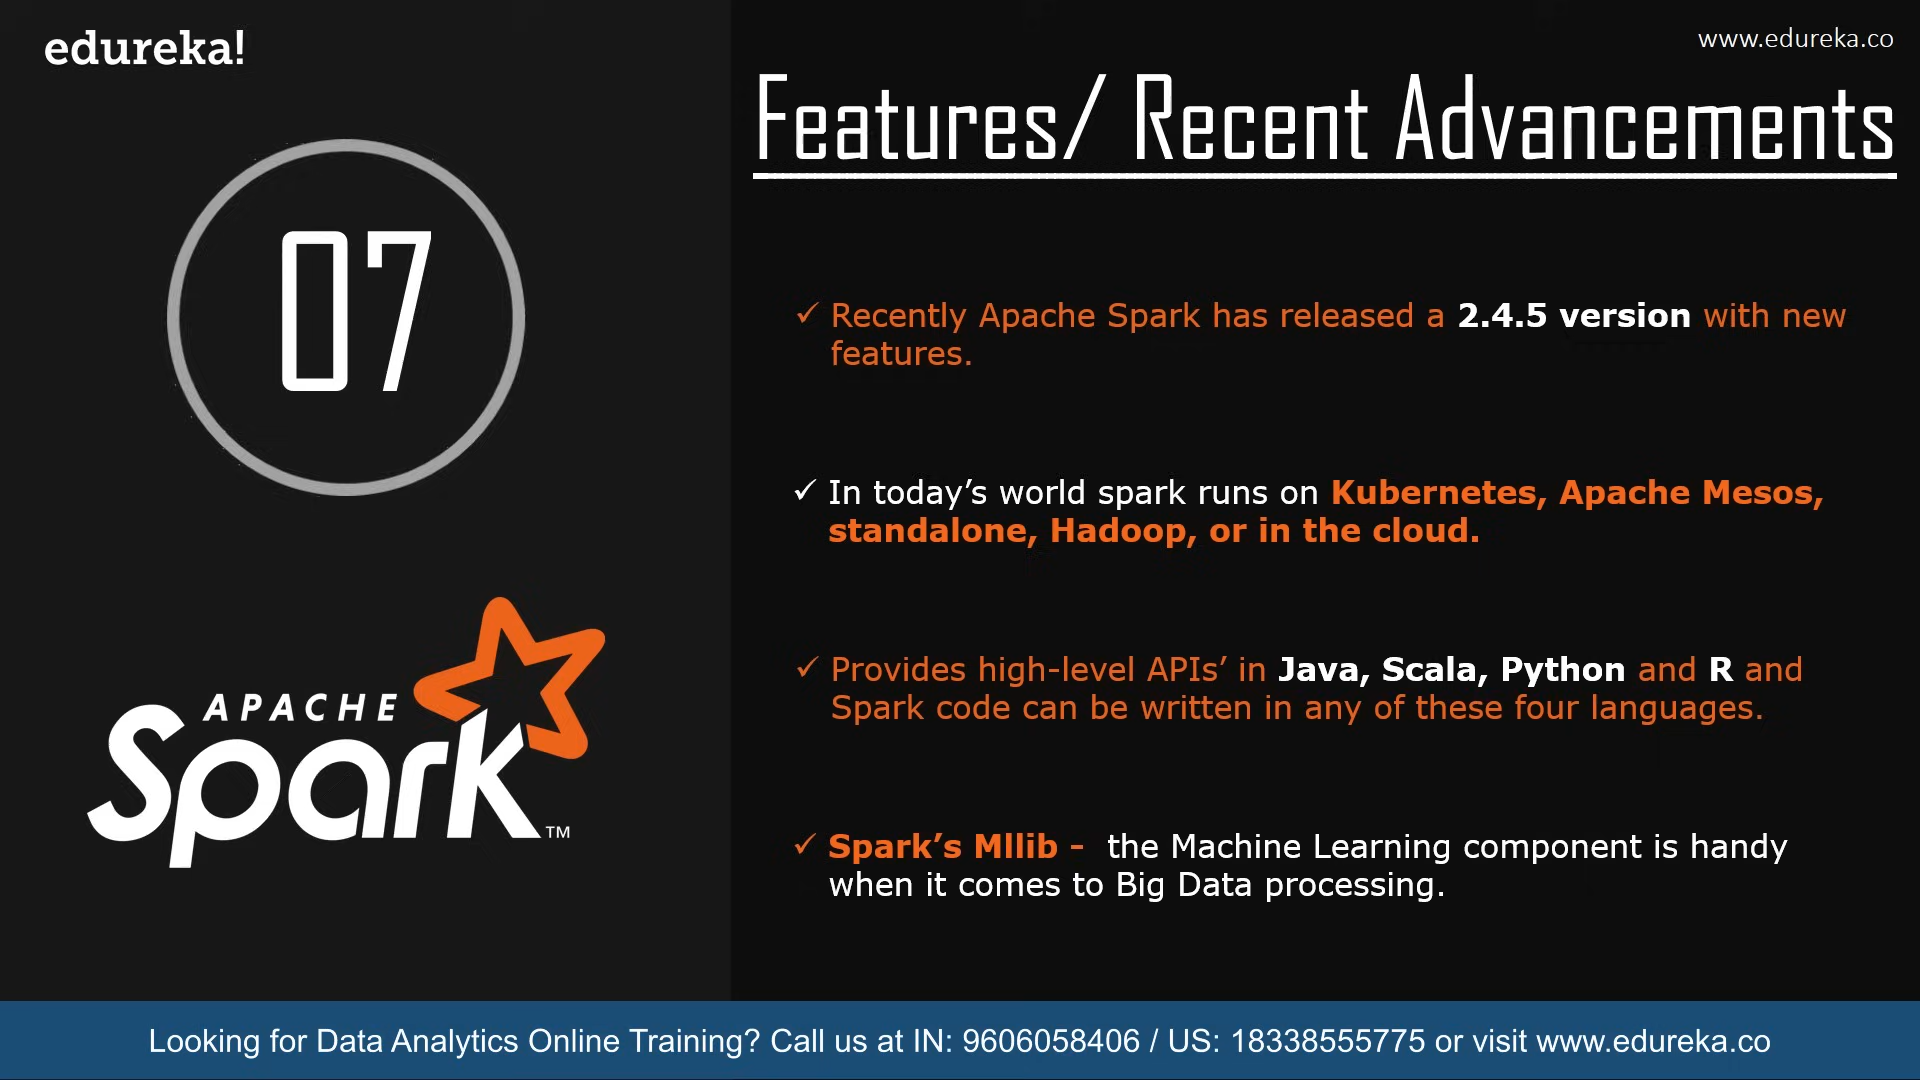 edureka!
www.edureka.co
Features/ Recent Advancements
07
✓ Recently Apache Spark has released a 2.4.5 version with new
features.
✓ In today’s world spark runs on Kubernetes, Apache Mesos,
standalone, Hadoop, or in the cloud.
✓ Provides high-level APIs’ in Java, Scala, Python and R and
Spark code can be written in any of these four languages.
✓ Spark’s Mllib - the Machine Learning component is handy
when it comes to Big Data processing.
APACHE
Spark™
Looking for Data Analytics Online Training? Call us at IN: 9606058406 / US: 18338555775 or visit www.edureka.co